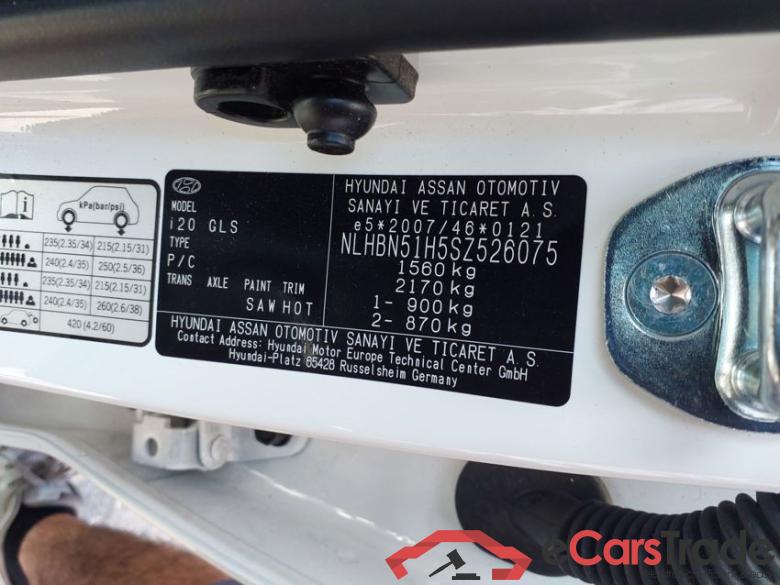 kPa(bar/psi)
235(2.35/34) 215(2.15/31)
240(2.4/35) 250(2.5/36)
235(2.35/34) 215(2.15/31)
240(2.4/35) 260(2.6/38)
420 (4.2/60)
MODEL
i20 GLS
TYPE
P/C
TRANS AXLE PAINT TRIM
SAW HOT
HYUNDAI ASSAN OTOMOTIV
SANAYI VE TICARET A.S.
e5*2007/46*0121
NLHBN51H5SZ526075
1560 kg
2170 kg
1- 900 kg
2- 870 kg
HYUNDAI ASSAN OTOMOTIV SANAYI VE TICARET A.S.
Contact Address: Hyundai Motor Europe Technical Center GmbH
Hyundai-Platz 65428 Russelsheim Germany
eCarsTrade